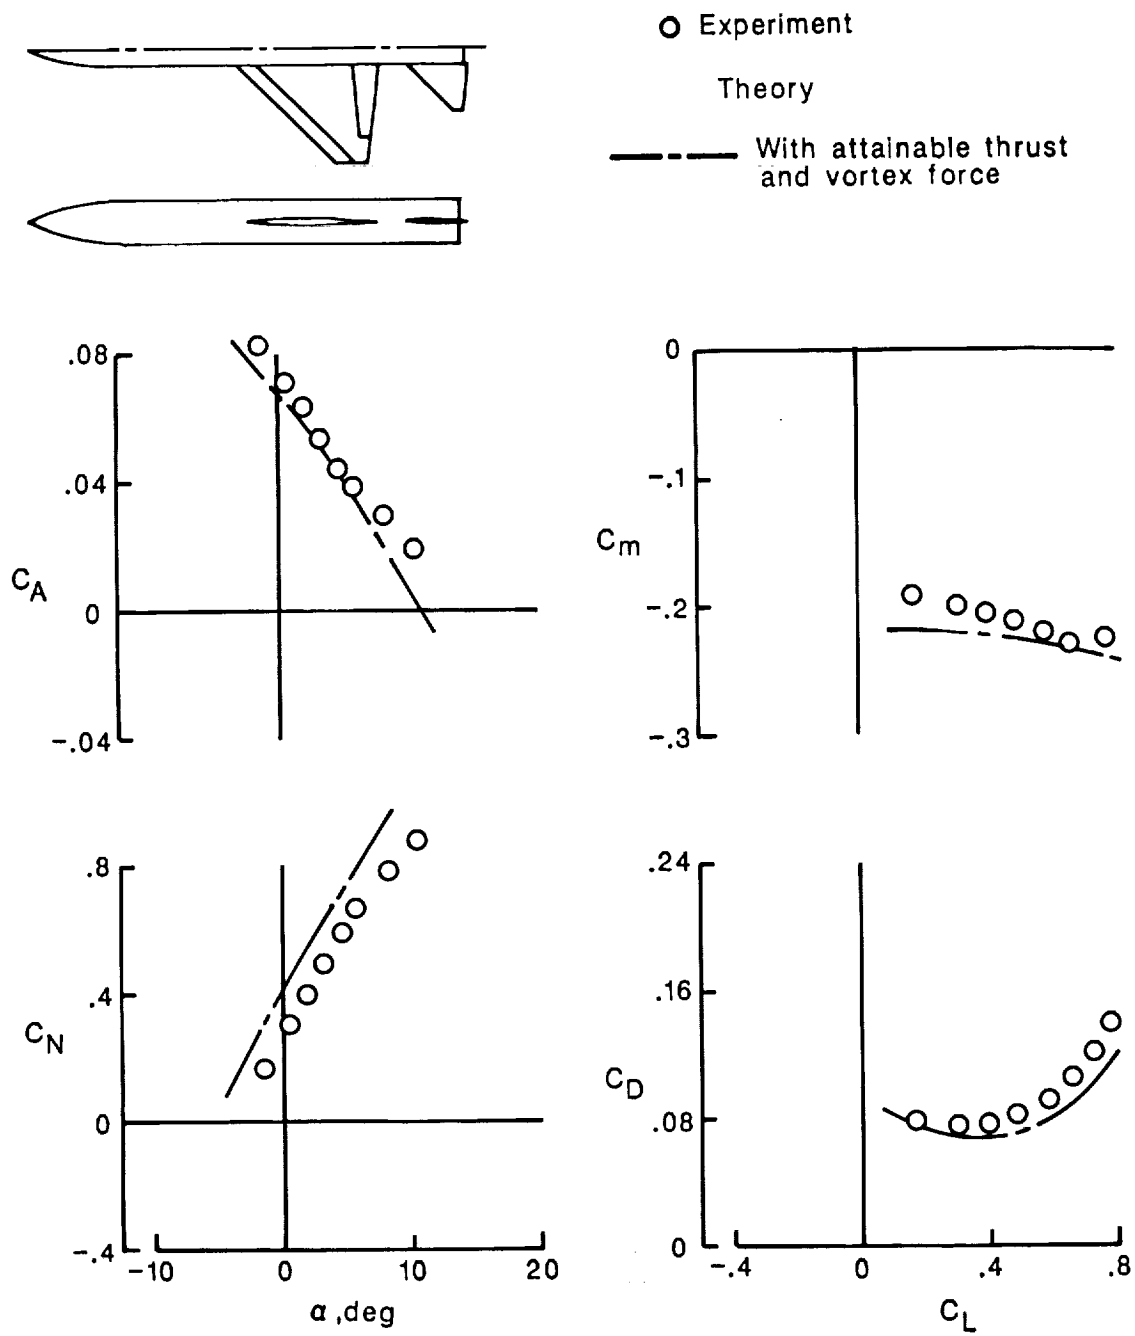 Experiment
Theory
With attainable thrust
and vortex force
.08
.04
0
-.04
C_A
0
-.1
-.2
-.3
C_m
.8
.4
0
-.4
C_N
-10
0
10
20
α,deg
.24
.16
.08
0
C_D
-.4
0
.4
.8
C_L